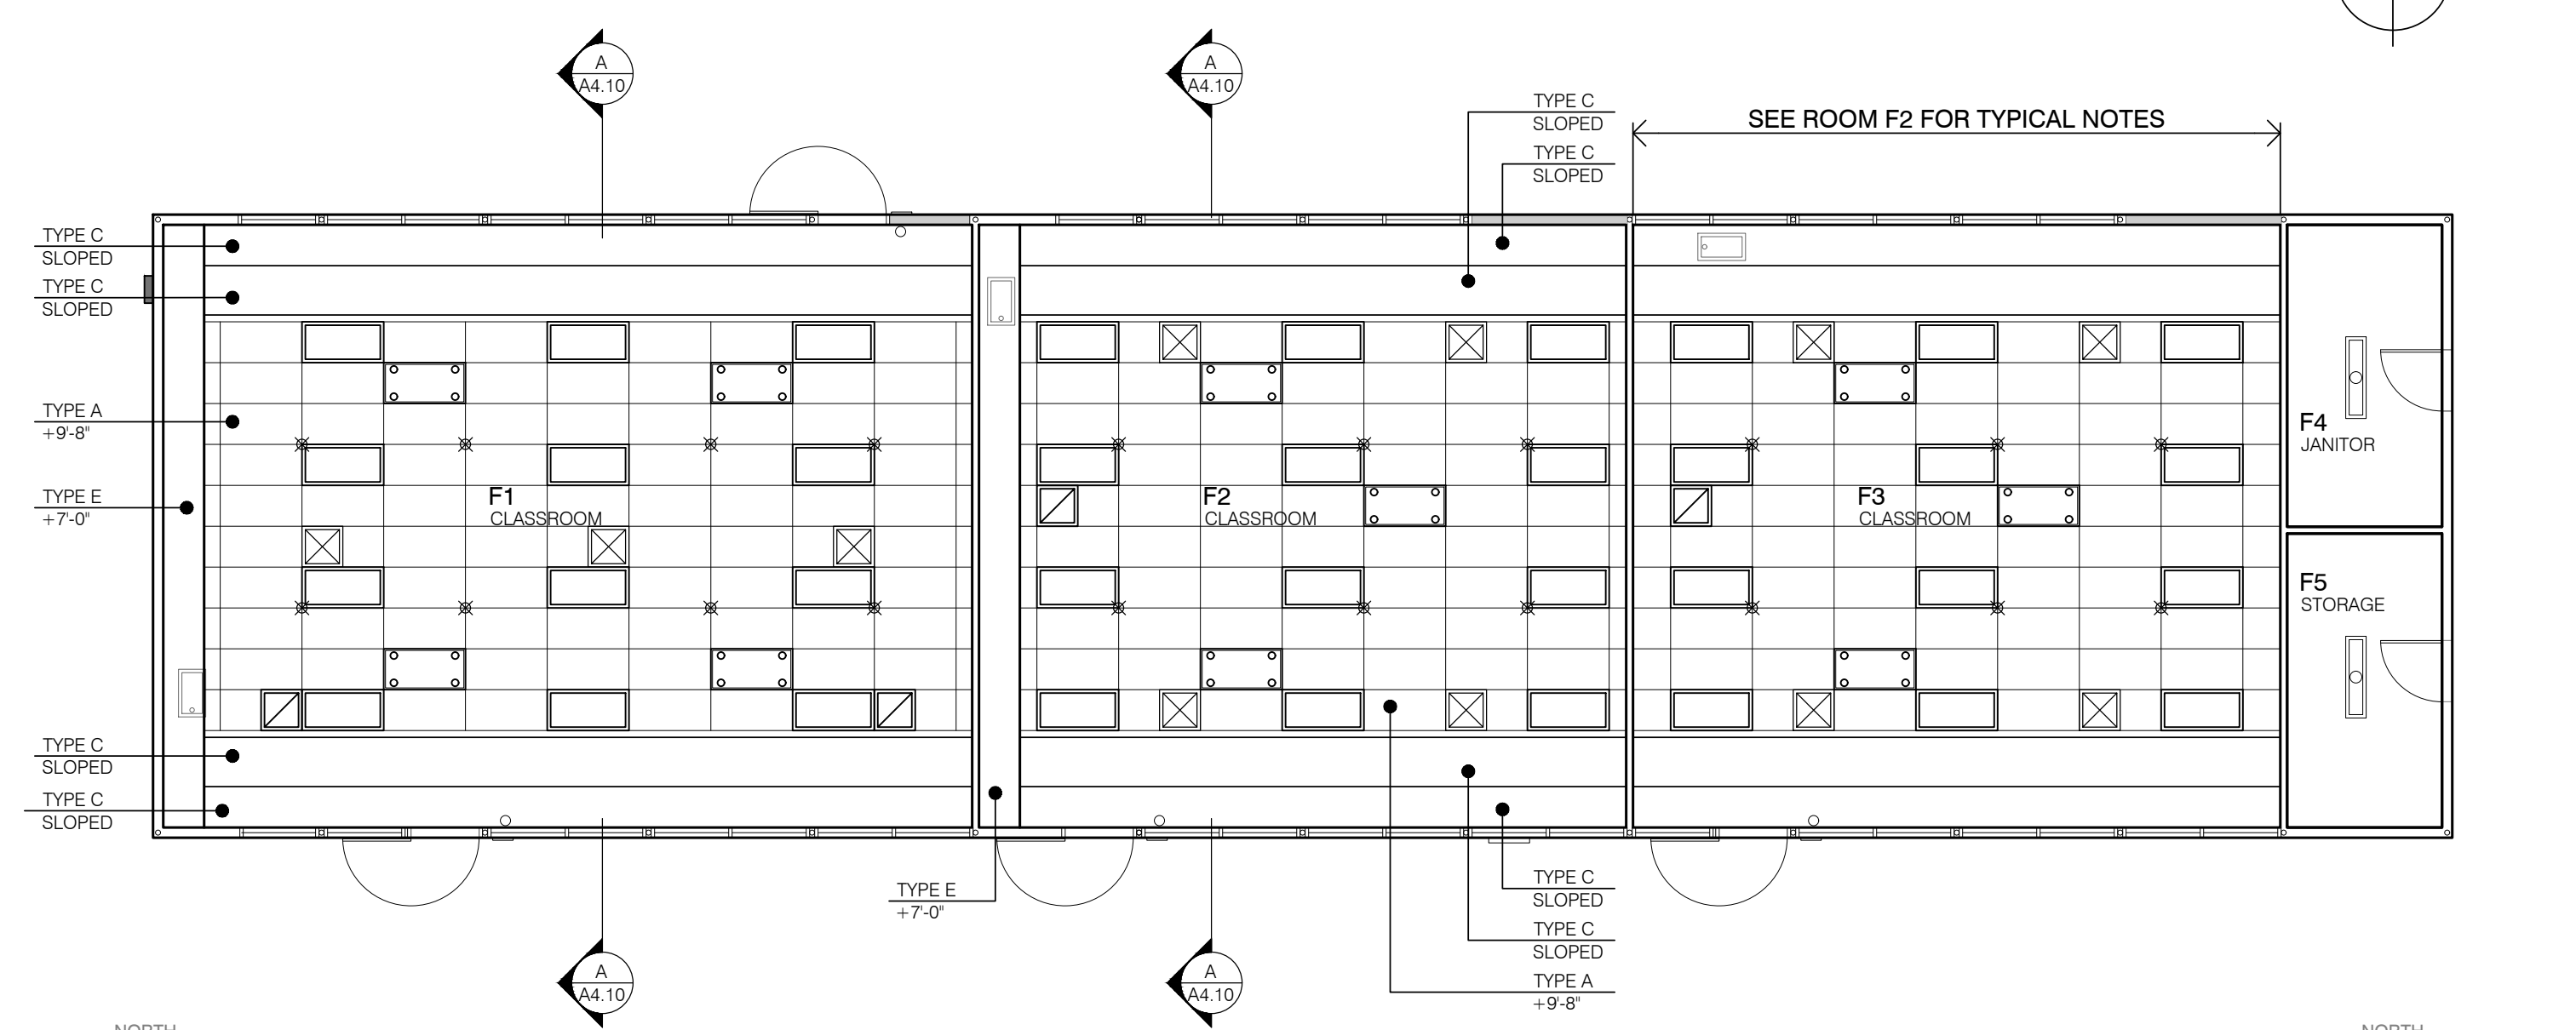 A
A4.10
A
A4.10
TYPE C
SLOPED
SEE ROOM F2 FOR TYPICAL NOTES
TYPE C
SLOPED
TYPE C
SLOPED
TYPE C
SLOPED
TYPE A
+9'-8"
F4
JANITOR
TYPE E
+7'-0"
F1
CLASSROOM
F2
CLASSROOM
F3
CLASSROOM
F5
STORAGE
TYPE C
SLOPED
TYPE C
SLOPED
TYPE E
+7'-0"
TYPE C
SLOPED
TYPE C
SLOPED
A
A4.10
A
A4.10
TYPE A
+9'-8"
NORTH
NORTH